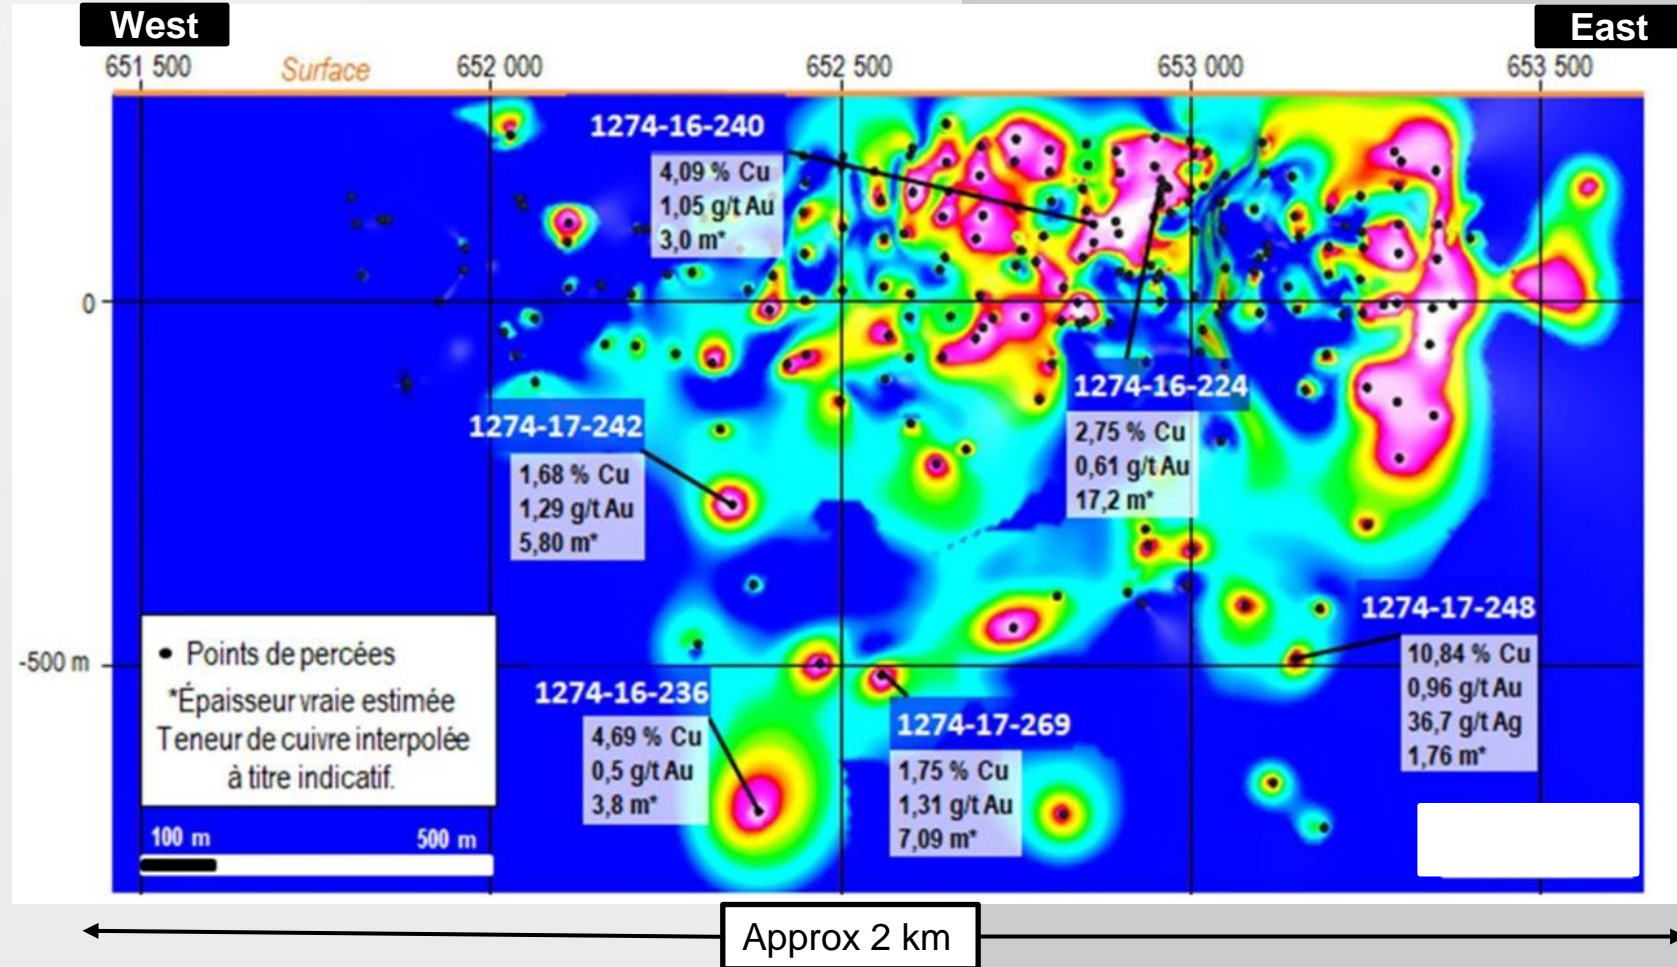 West
East
651 500
Surface
652 000
652 500
653 000
653 500
1274-16-240
4,09 % Cu
1,05 g/t Au
3,0 m*
0
1274-16-224
2,75 % Cu
0,61 g/t Au
17,2 m*
1274-17-242
1,68 % Cu
1,29 g/t Au
5,80 m*
1274-17-248
10,84 % Cu
0,96 g/t Au
36,7 g/t Ag
1,76 m*
-500 m
• Points de percées
*Épaisseur vraie estimée
Teneur de cuivre interpolée
à titre indicatif.
1274-16-236
4,69 % Cu
0,5 g/t Au
3,8 m*
1274-17-269
1,75 % Cu
1,31 g/t Au
7,09 m*
100 m
500 m
Approx 2 km